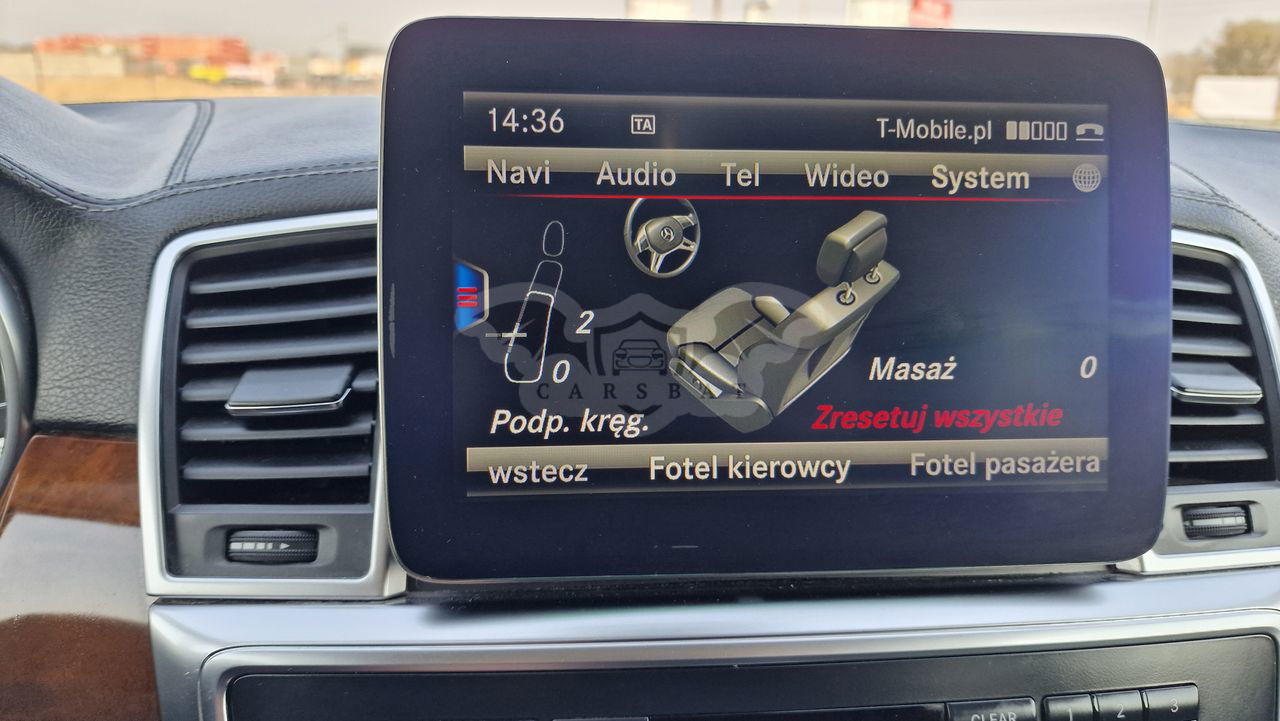 14:36 TA T-Mobile.pl
Navi Audio Tel Wideo System
2
0
CARSBAT
Masaż 0
Podp. kręg. Zresetuj wszystkie
wstecz Fotel kierowcy Fotel pasażera
CLEAR 1 2 3